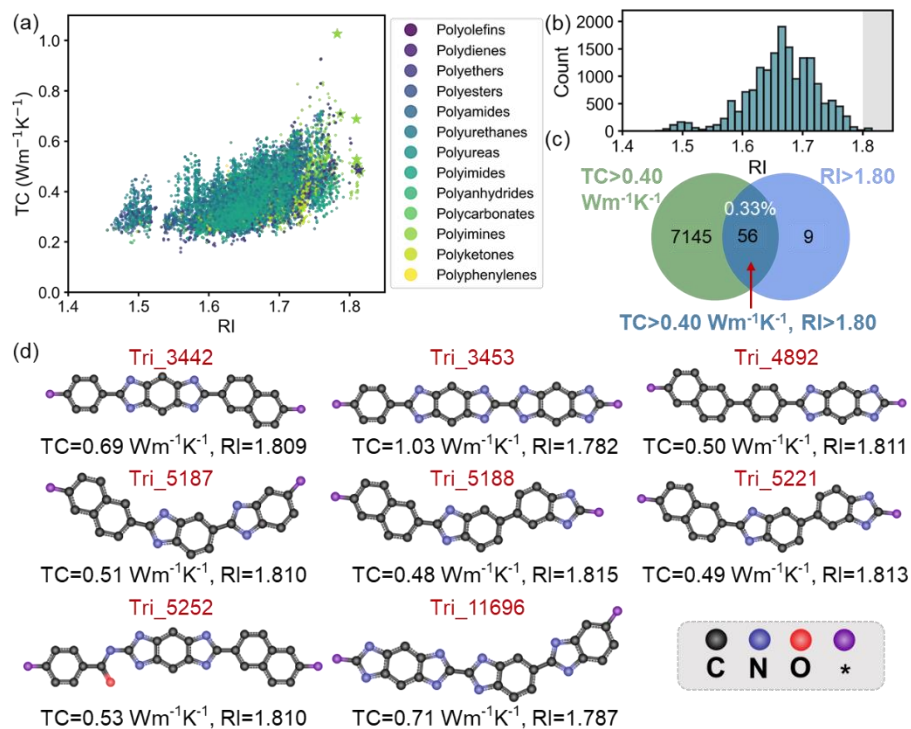 (a)
TC (Wm⁻¹K⁻¹)
1.0
0.8
0.6
0.4
0.2
0.0
1.4 1.5 1.6 1.7 1.8
RI
Polyolefins
Polydienes
Polyethers
Polyesters
Polyamides
Polyurethanes
Polyureas
Polyimides
Polyanhydrides
Polycarbonates
Polyimines
Polyketones
Polyphenylenes
(b)
Count
2000
1500
1000
500
0
1.4 1.5 1.6 1.7 1.8 1.9
RI
(c)
TC>0.40
Wm⁻¹K⁻¹
RI>1.80
0.33%
7145 56 9
TC>0.40 Wm⁻¹K⁻¹, RI>1.80
(d)
Tri_3442 Tri_3453 Tri_4892
TC=0.69 Wm⁻¹K⁻¹, RI=1.809 TC=1.03 Wm⁻¹K⁻¹, RI=1.782 TC=0.50 Wm⁻¹K⁻¹, RI=1.811
Tri_5187 Tri_5188 Tri_5221
TC=0.51 Wm⁻¹K⁻¹, RI=1.810 TC=0.48 Wm⁻¹K⁻¹, RI=1.815 TC=0.49 Wm⁻¹K⁻¹, RI=1.813
Tri_5252 Tri_11696
TC=0.53 Wm⁻¹K⁻¹, RI=1.810 TC=0.71 Wm⁻¹K⁻¹, RI=1.787
C N O *